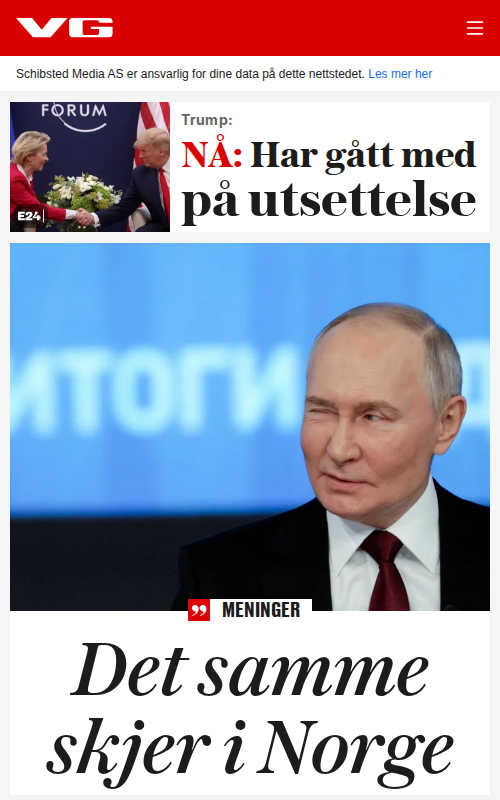 VG
Schibsted Media AS er ansvarlig for dine data på dette nettstedet. Les mer her
FORUM
Trump:
NÅ: Har gått med
på utsettelse
E24
ИТОГИ
MENINGER
Det samme
skjer i Norge